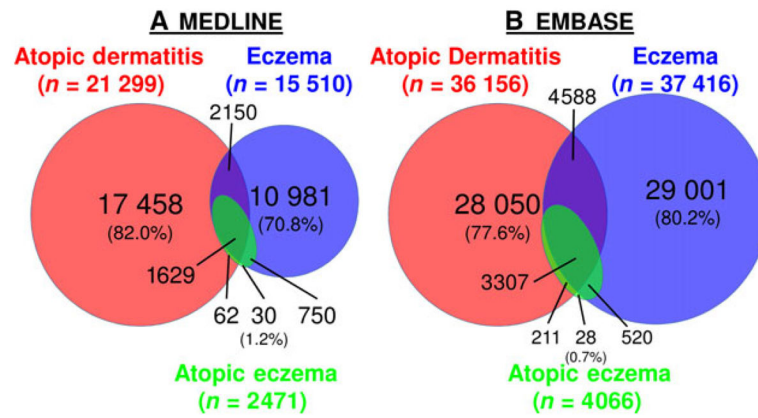 A MEDLINE
Atopic dermatitis
(n = 21 299)
Eczema
(n = 15 510)
2150
17 458
(82.0%)
10 981
(70.8%)
1629
62
30
(1.2%)
750
Atopic eczema
(n = 2471)
B EMBASE
Atopic Dermatitis
(n = 36 156)
Eczema
(n = 37 416)
4588
28 050
(77.6%)
29 001
(80.2%)
3307
211
28
(0.7%)
520
Atopic eczema
(n = 4066)